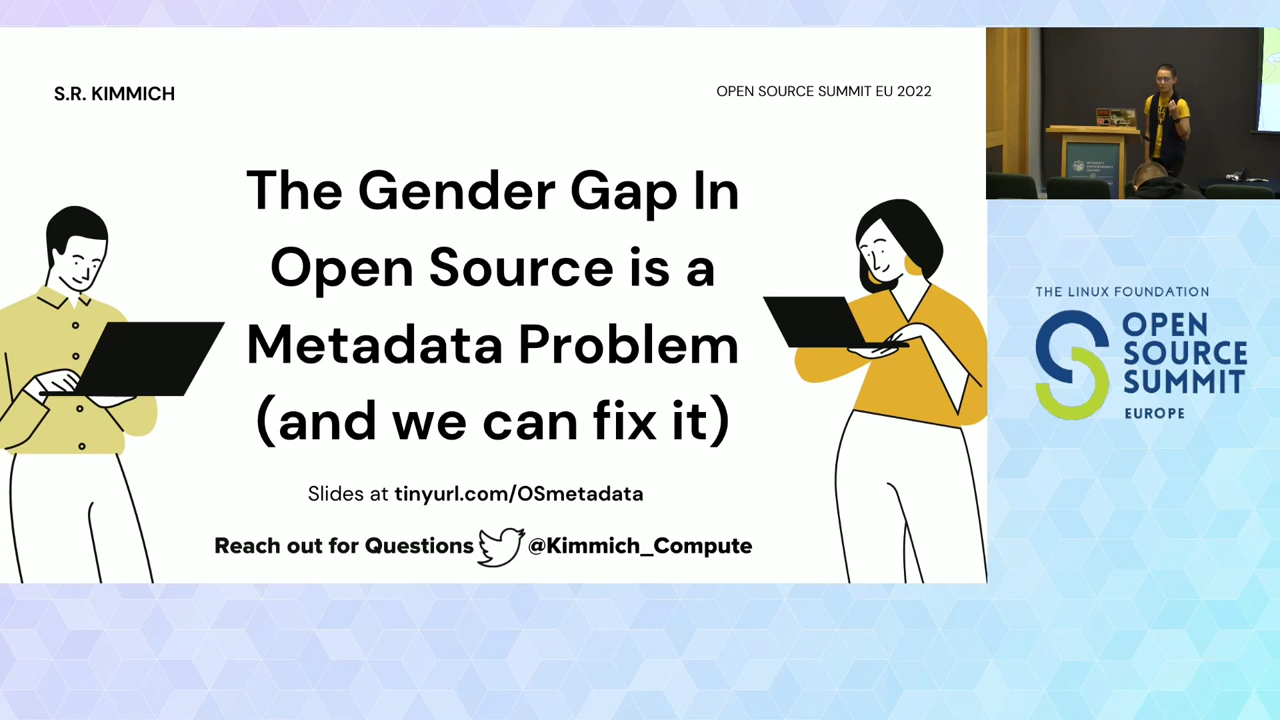 S.R. KIMMICH
OPEN SOURCE SUMMIT EU 2022
The Gender Gap In
Open Source is a
Metadata Problem
(and we can fix it)
Slides at tinyurl.com/OSmetadata
Reach out for Questions @Kimmich_Compute
THE LINUX FOUNDATION
OPEN
SOURCE
SUMMIT
EUROPE